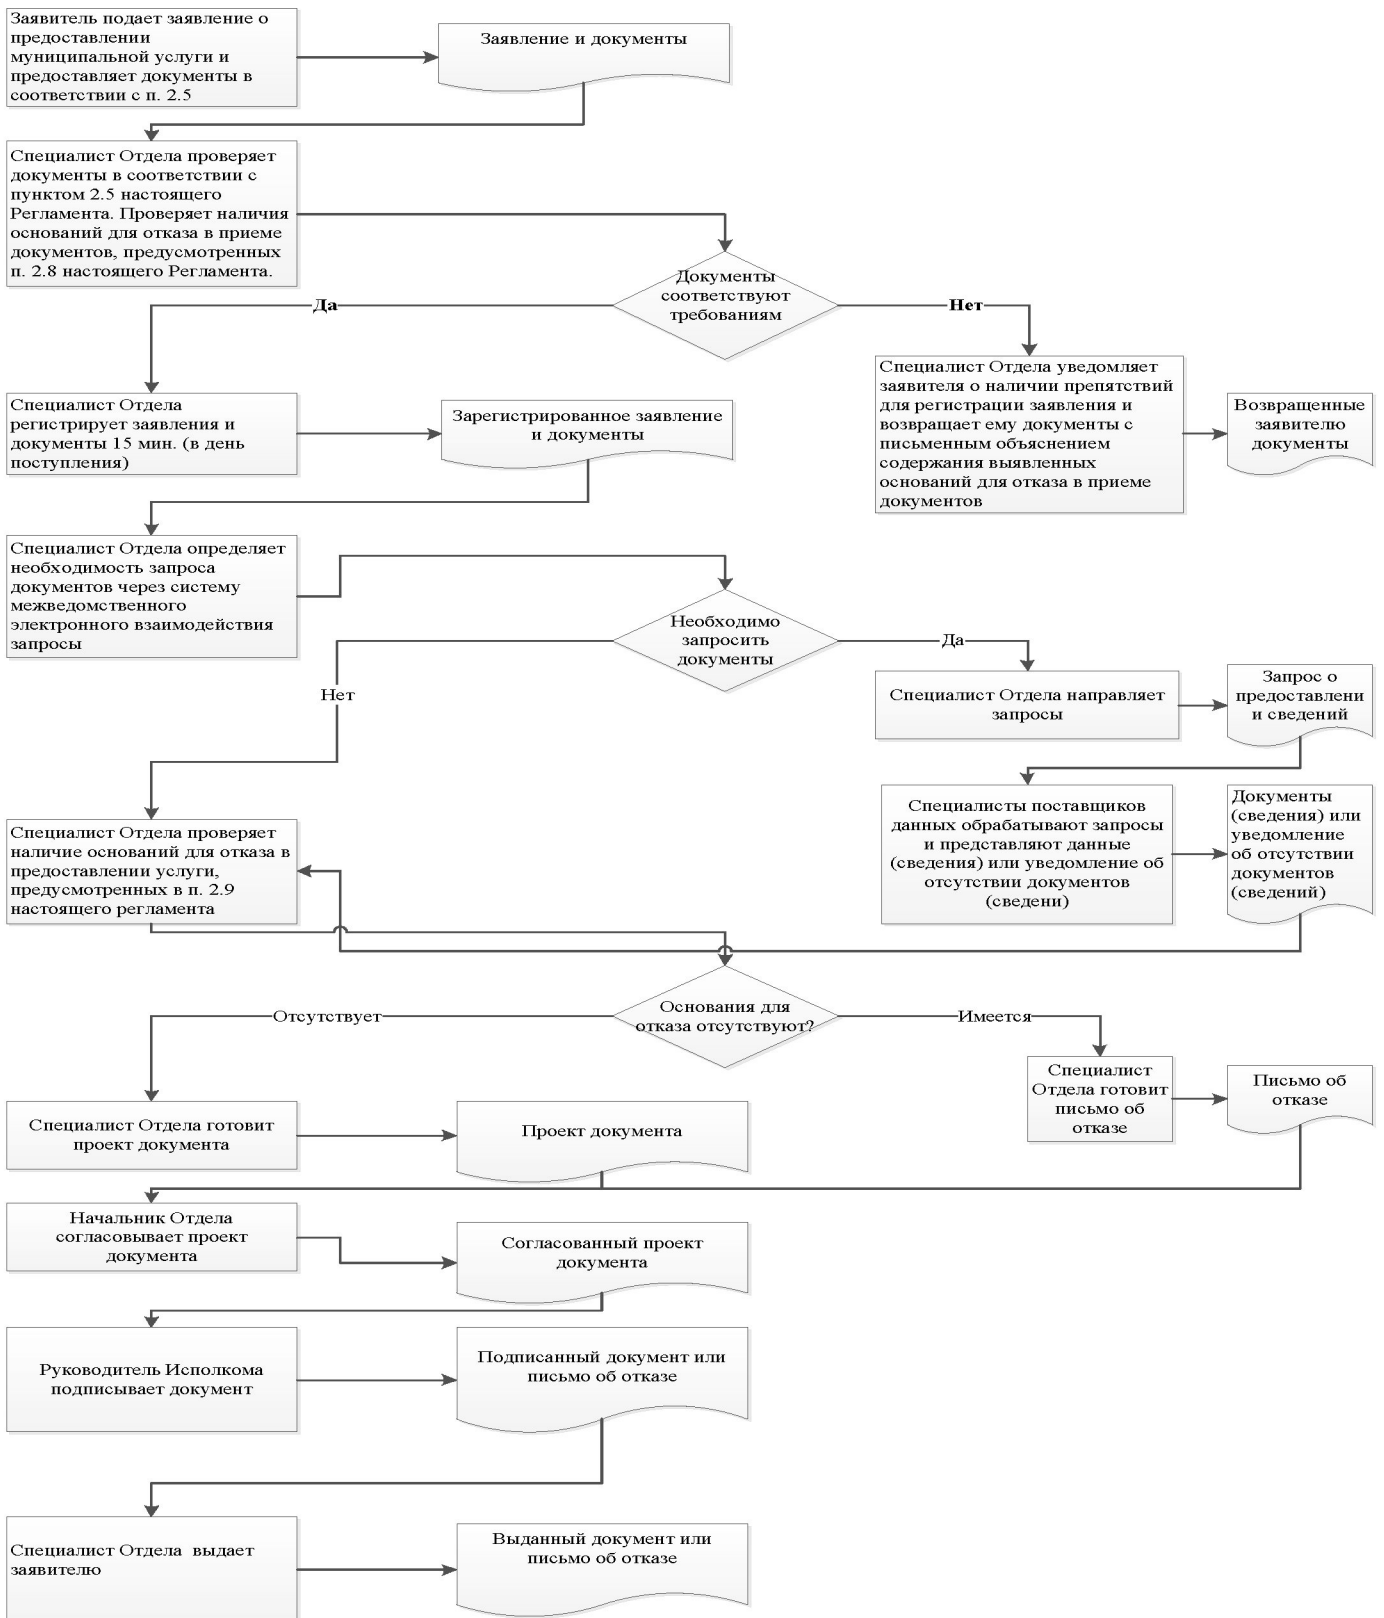 Заявитель подает заявление о
предоставлении
муниципальной услуги и
предоставляет документы в
соответствии с п. 2.5
Заявление и документы
Специалист Отдела проверяет
документы в соответствии с
пунктом 2.5 настоящего
Регламента. Проверяет наличия
оснований для отказа в приеме
документов, предусмотренных
п. 2.8 настоящего Регламента.
Документы
соответствуют
требованиям
Да
Нет
Специалист Отдела
регистрирует заявления и
документы 15 мин. (в день
поступления)
Зарегистрированное заявление
и документы
Специалист Отдела уведомляет
заявителя о наличии препятствий
для регистрации заявления и
возвращает ему документы с
письменным объяснением
содержания выявленных
оснований для отказа в приеме
документов
Возвращенные
заявителю
документы
Специалист Отдела определяет
необходимость запроса
документов через систему
межведомственного
электронного взаимодействия
запросы
Необходимо
запросить
документы
Да
Нет
Специалист Отдела направляет
запросы
Запрос о
предоставлени
и сведений
Специалисты поставщиков
данных обрабатывают запросы
и представляют данные
(сведения) или уведомление об
отсутствии документов
(сведени)
Документы
(сведения) или
уведомление
об отсутствии
документов
(сведений)
Специалист Отдела проверяет
наличие оснований для отказа в
предоставлении услуги,
предусмотренных в п. 2.9
настоящего регламента
Основания для
отказа отсутствуют?
Отсутствует
Имеется
Специалист
Отдела готовит
письмо об
отказе
Письмо об
отказе
Специалист Отдела готовит
проект документа
Проект документа
Начальник Отдела
согласовывает проект
документа
Согласованный проект
документа
Руководитель Исполкома
подписывает документ
Подписанный документ или
письмо об отказе
Специалист Отдела  выдает
заявителю
Выданный документ или
письмо об отказе